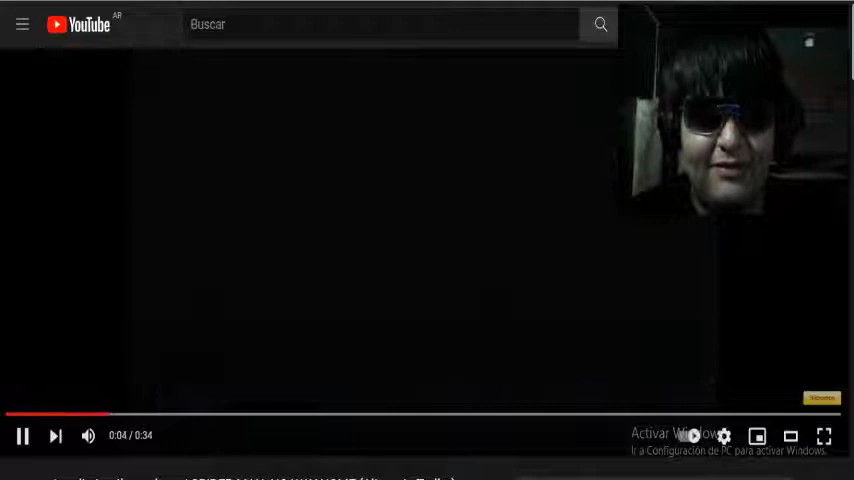 YouTube AR
Buscar
0:04 / 0:34
Activar Windows
Ir a Configuración de PC para activar Windows.